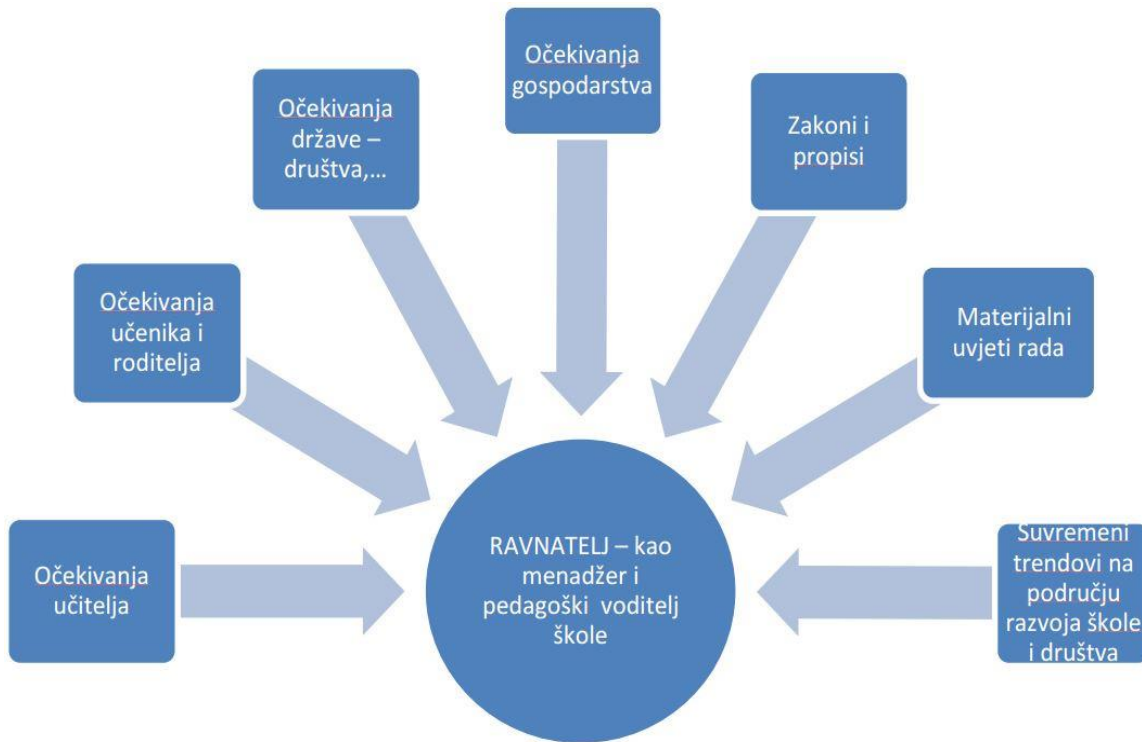 Očekivanja
učitelja
Očekivanja
učenika i
roditelja
Očekivanja
države –
društva,...
Očekivanja
gospodarstva
Zakoni i
propisi
Materijalni
uvjeti rada
Suvremeni
trendovi na
području
razvoja škole
i društva
RAVNATELJ – kao
menadžer i
pedagoški voditelj
škole